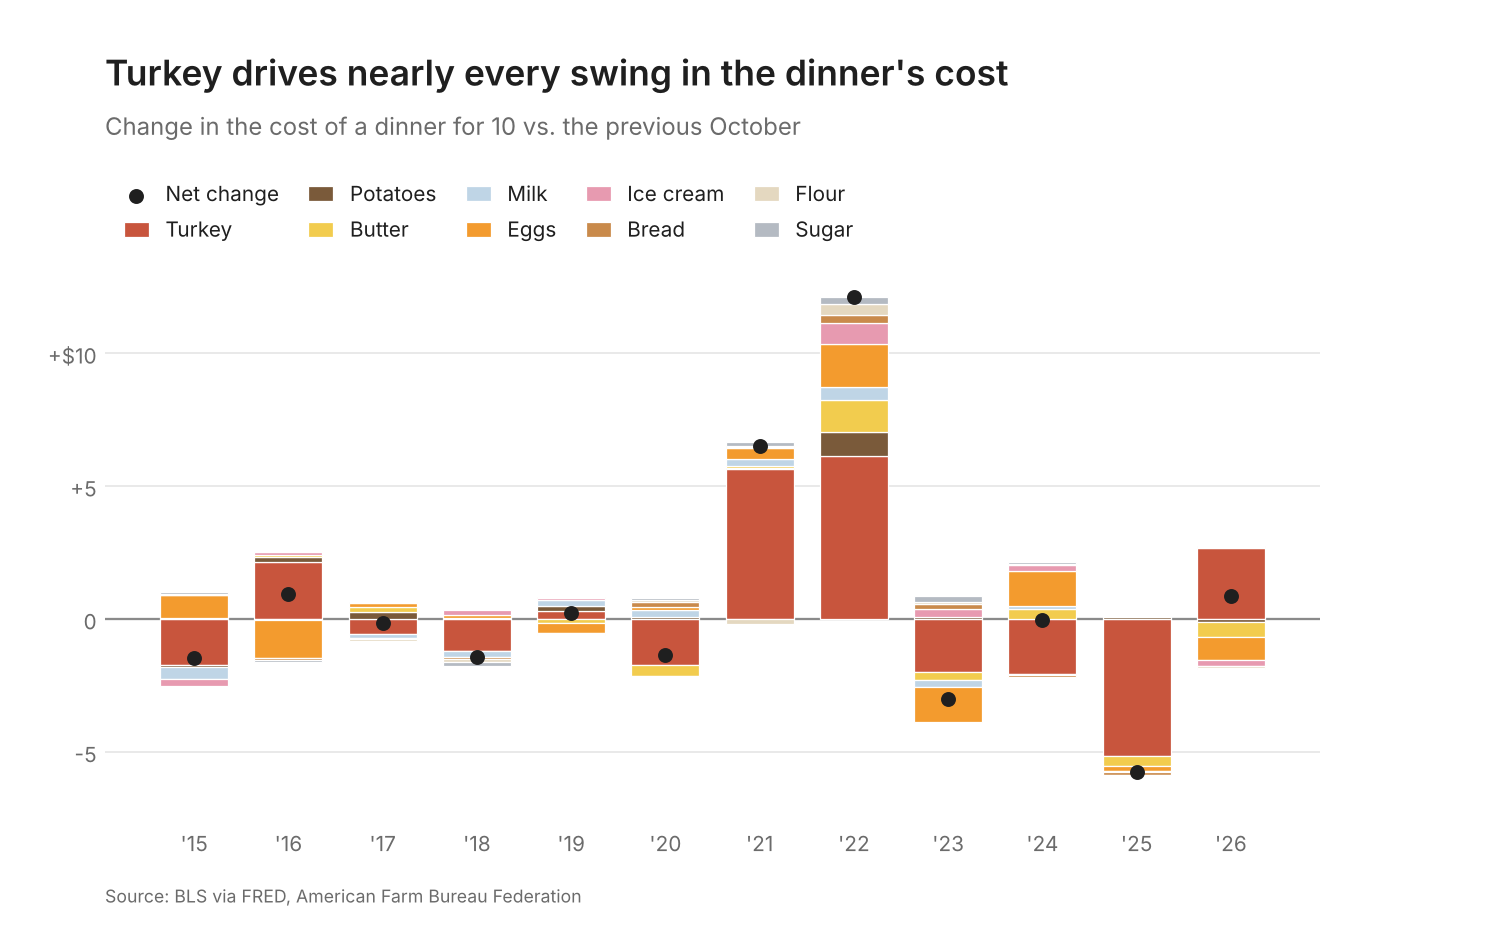 Turkey drives nearly every swing in the dinner's cost
Change in the cost of a dinner for 10 vs. the previous October
Net change Potatoes Milk Ice cream Flour
Turkey Butter Eggs Bread Sugar
+$10
+5
0
-5
'15 '16 '17 '18 '19 '20 '21 '22 '23 '24 '25 '26
Source: BLS via FRED, American Farm Bureau Federation